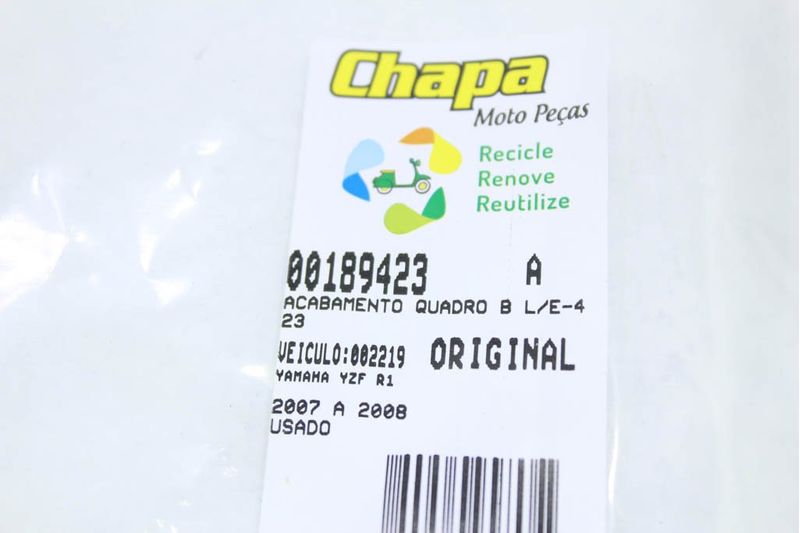 Chapa
Moto Peças
Recicle
Renove
Reutilize
00189423 A
ACABAMENTO QUADRO B L/E-4
23
VEICULO:002219 ORIGINAL
YAMAHA YZF R1
2007 A 2008
USADO